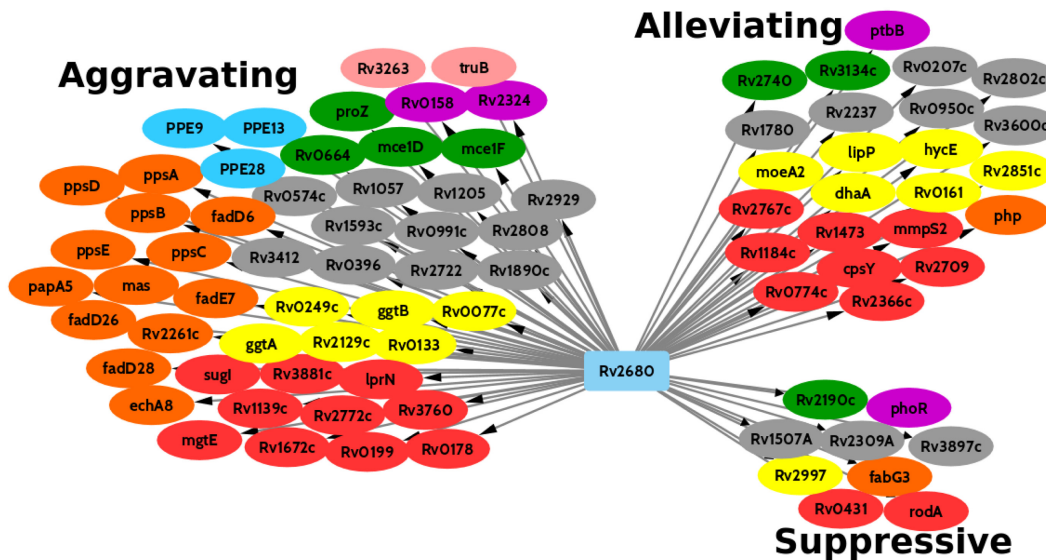 Alleviating
Aggravating
ptbB
Rv3263
truB
Rv2740
Rv3134c
Rv0207c
Rv2802c
proZ
Rv0158
Rv2324
Rv1780
Rv2237
Rv0950c
Rv3600c
PPE9
PPE13
Rv0664
mce1D
mce1F
lipP
hycE
PPE28
moeA2
Rv2851c
ppsD
ppsA
Rv0574c
Rv1057
Rv1205
Rv2929
dhaA
Rv0161
ppsB
fadD6
Rv1593c
Rv0991c
Rv2808
Rv2767c
Rv1473
mmpS2
php
ppsE
ppsC
Rv3412
Rv0396
Rv2722
Rv1890c
Rv1184c
cpsY
Rv2709
papA5
mas
fadE7
Rv0249c
ggtB
Rv0077c
Rv0774c
Rv2366c
fadD26
Rv2261c
ggtA
Rv2129c
Rv0133
fadD28
sugI
Rv3881c
lprN
Rv2680
echA8
Rv1139c
Rv2772c
Rv3760
Rv2190c
phoR
mgtE
Rv1672c
Rv0199
Rv0178
Rv1507A
Rv2309A
Rv3897c
Rv2997
fabG3
Rv0431
rodA
Suppressive